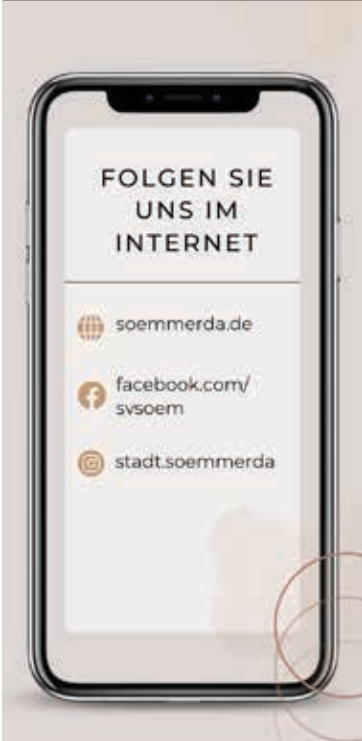 FOLGEN SIE
UNS IM
INTERNET
soemmerda.de
facebook.com/
svsoem
stadt.soemmerda